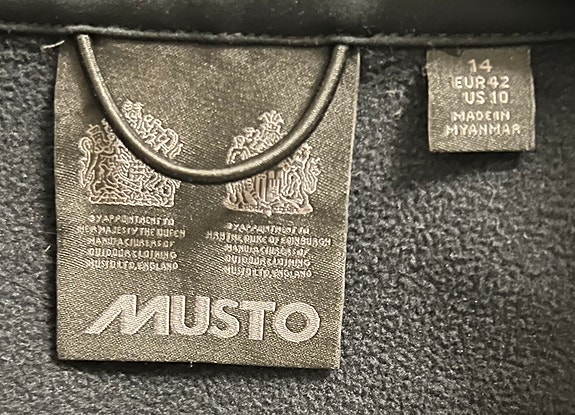 BY APPOINTMENT TO
HER MAJESTY THE QUEEN
MANUFACTURERS OF
OUTDOOR CLOTHING
MUSTO LTD, ENGLAND
BY APPOINTMENT TO
HRH THE DUKE OF EDINBURGH
MANUFACTURERS OF
OUTDOOR CLOTHING
MUSTO LTD, ENGLAND
MUSTO
14
EUR 42
US 10
MADE IN
MYANMAR